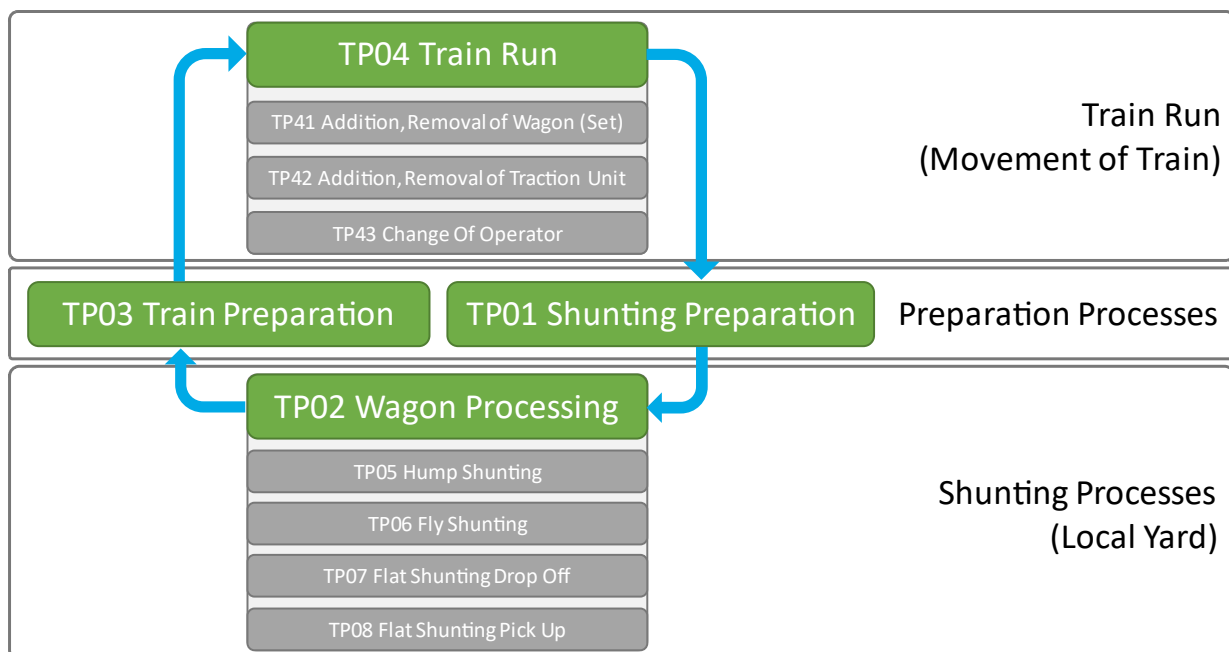 TP04 Train Run
TP41 Addition, Removal of Wagon (Set)
TP42 Addition, Removal of Traction Unit
TP43 Change Of Operator
Train Run
(Movement of Train)
TP03 Train Preparation
TP01 Shunting Preparation
Preparation Processes
TP02 Wagon Processing
TP05 Hump Shunting
TP06 Fly Shunting
TP07 Flat Shunting Drop Off
TP08 Flat Shunting Pick Up
Shunting Processes
(Local Yard)